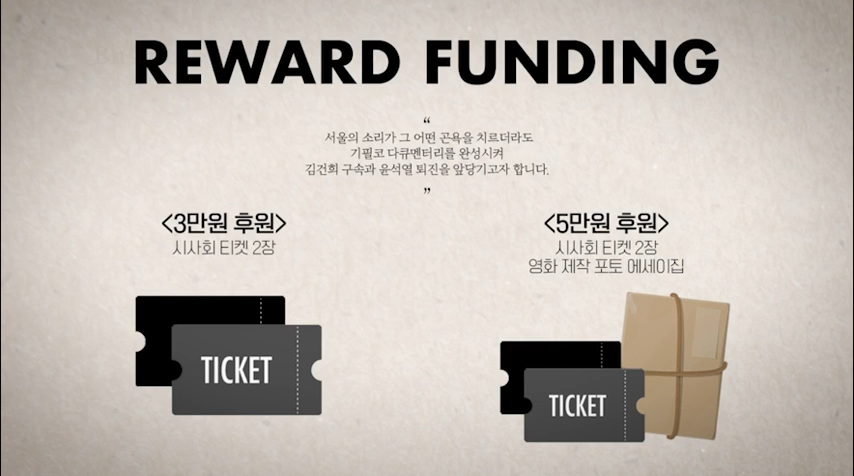 REWARD FUNDING
“
서울의 소리가 그 어떤 곤욕을 치르더라도
기필코 다큐멘터리를 완성시켜
김건희 구속과 윤석열 퇴진을 앞당기고자 합니다.
”
<3만원 후원>
시사회 티켓 2장
<5만원 후원>
시사회 티켓 2장
영화 제작 포토 에세이집
TICKET
TICKET